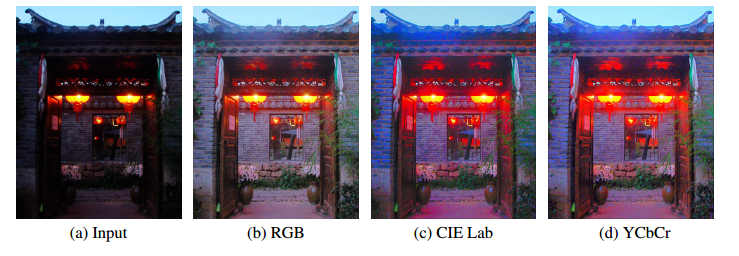 (a) Input
(b) RGB
(c) CIE Lab
(d) YCbCr